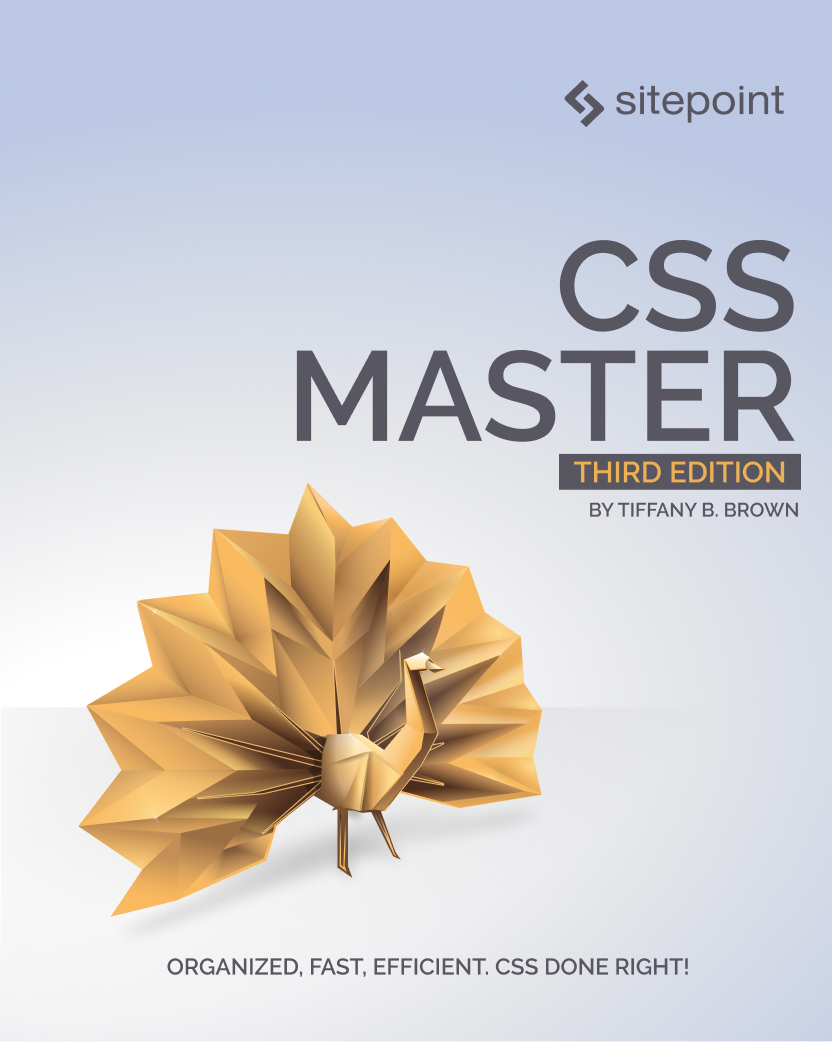 sitepoint
CSS
MASTER
THIRD EDITION
BY TIFFANY B. BROWN
ORGANIZED, FAST, EFFICIENT. CSS DONE RIGHT!